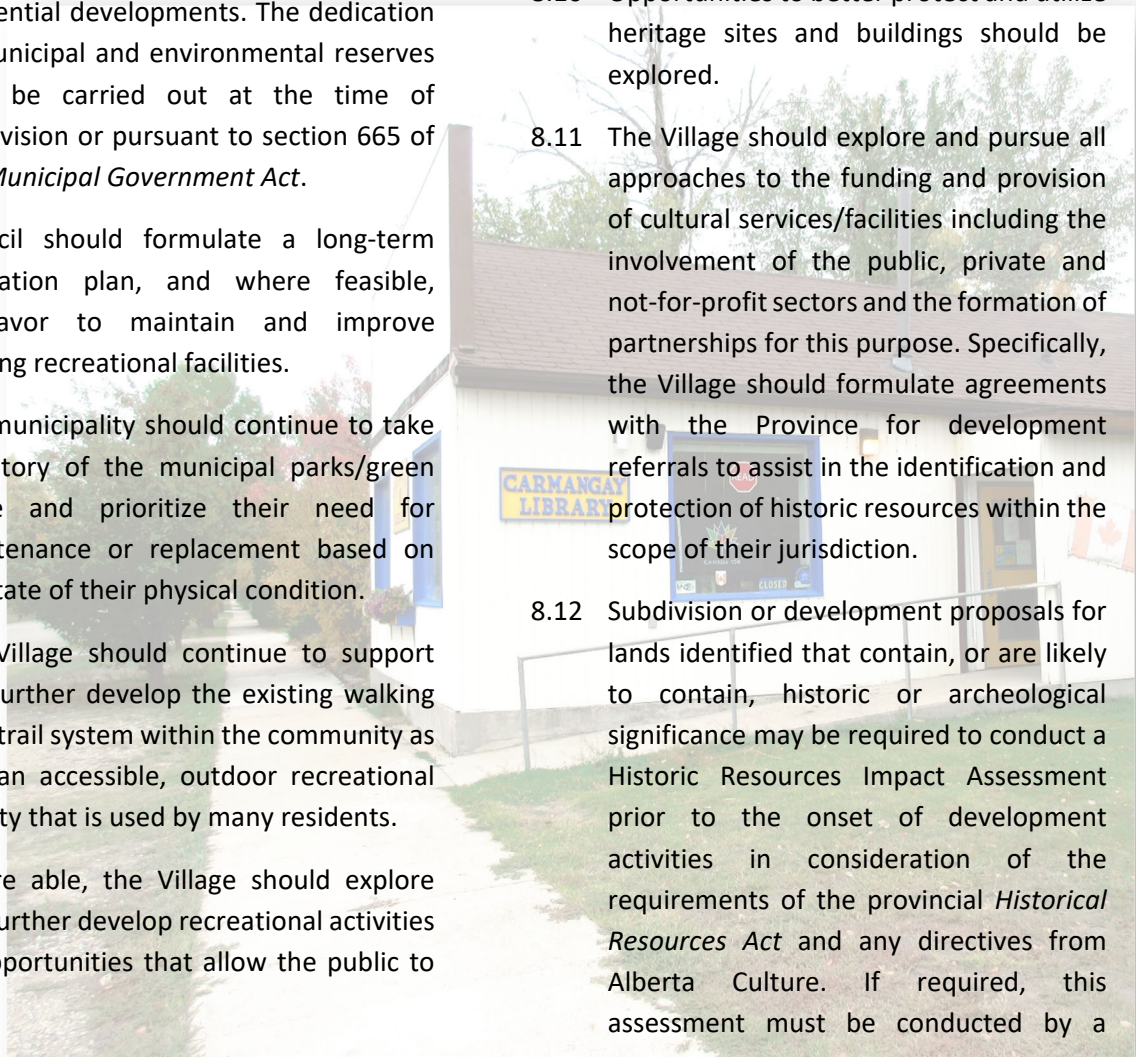 ential developments. The dedication
unicipal and environmental reserves
be carried out at the time of
vision or pursuant to section 665 of
Municipal Government Act.
cil should formulate a long-term
ation plan, and where feasible,
avor to maintain and improve
ng recreational facilities.
municipality should continue to take
tory of the municipal parks/green
e and prioritize their need for
tenance or replacement based on
tate of their physical condition.
Village should continue to support
urther develop the existing walking
trail system within the community as
an accessible, outdoor recreational
ty that is used by many residents.
re able, the Village should explore
urther develop recreational activities
pportunities that allow the public to
8.10 Opportunities to better protect and utilize
heritage sites and buildings should be
explored.
8.11 The Village should explore and pursue all
approaches to the funding and provision
of cultural services/facilities including the
involvement of the public, private and
not-for-profit sectors and the formation of
partnerships for this purpose. Specifically,
the Village should formulate agreements
with the Province for development
referrals to assist in the identification and
protection of historic resources within the
scope of their jurisdiction.
8.12 Subdivision or development proposals for
lands identified that contain, or are likely
to contain, historic or archeological
significance may be required to conduct a
Historic Resources Impact Assessment
prior to the onset of development
activities in consideration of the
requirements of the provincial Historical
Resources Act and any directives from
Alberta Culture. If required, this
assessment must be conducted by a
CARMANGAY
LIBRARY
READ
CLOSED